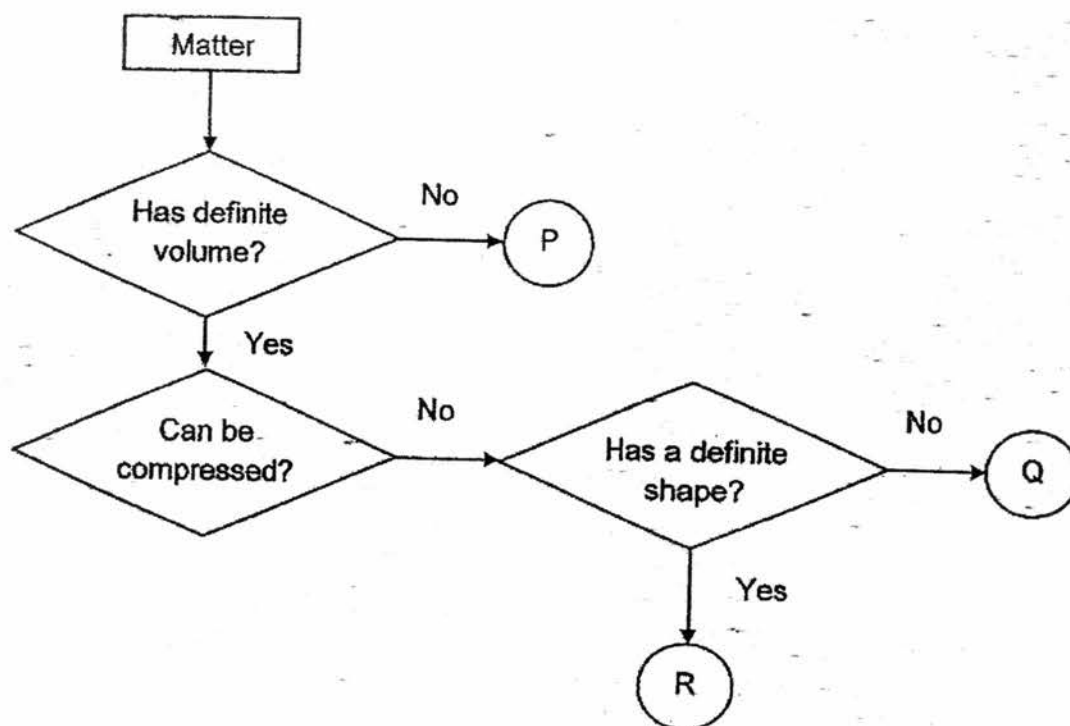 Matter
Has definite
volume?
No
P
Yes
Can be
compressed?
No
Has a definite
shape?
No
Q
Yes
R